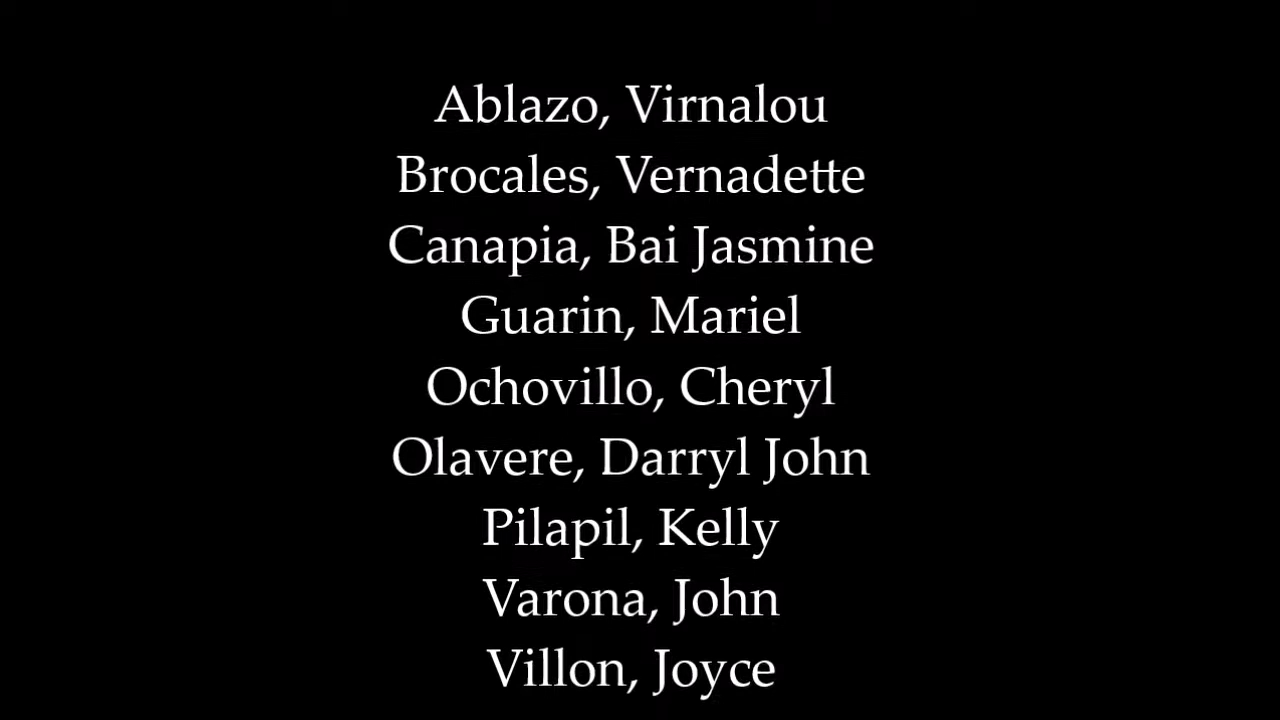 Ablazo, Virnalou
Brocales, Vernadette
Canapia, Bai Jasmine
Guarin, Mariel
Ochovillo, Cheryl
Olavere, Darryl John
Pilapil, Kelly
Varona, John
Villon, Joyce